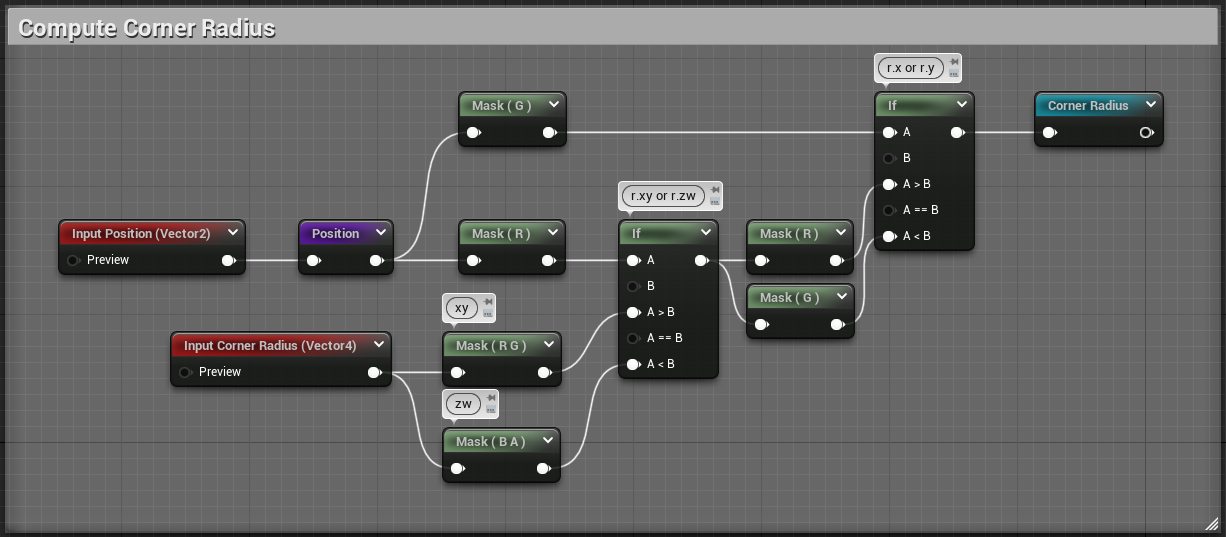 Compute Corner Radius
r.x or r.y
Mask ( G )
If
Corner Radius
A
B
A > B
A == B
A < B
r.xy or r.zw
Input Position (Vector2)
Preview
Position
Mask ( R )
If
A
B
A > B
A == B
A < B
Mask ( R )
Mask ( G )
xy
Input Corner Radius (Vector4)
Preview
Mask ( R G )
zw
Mask ( B A )